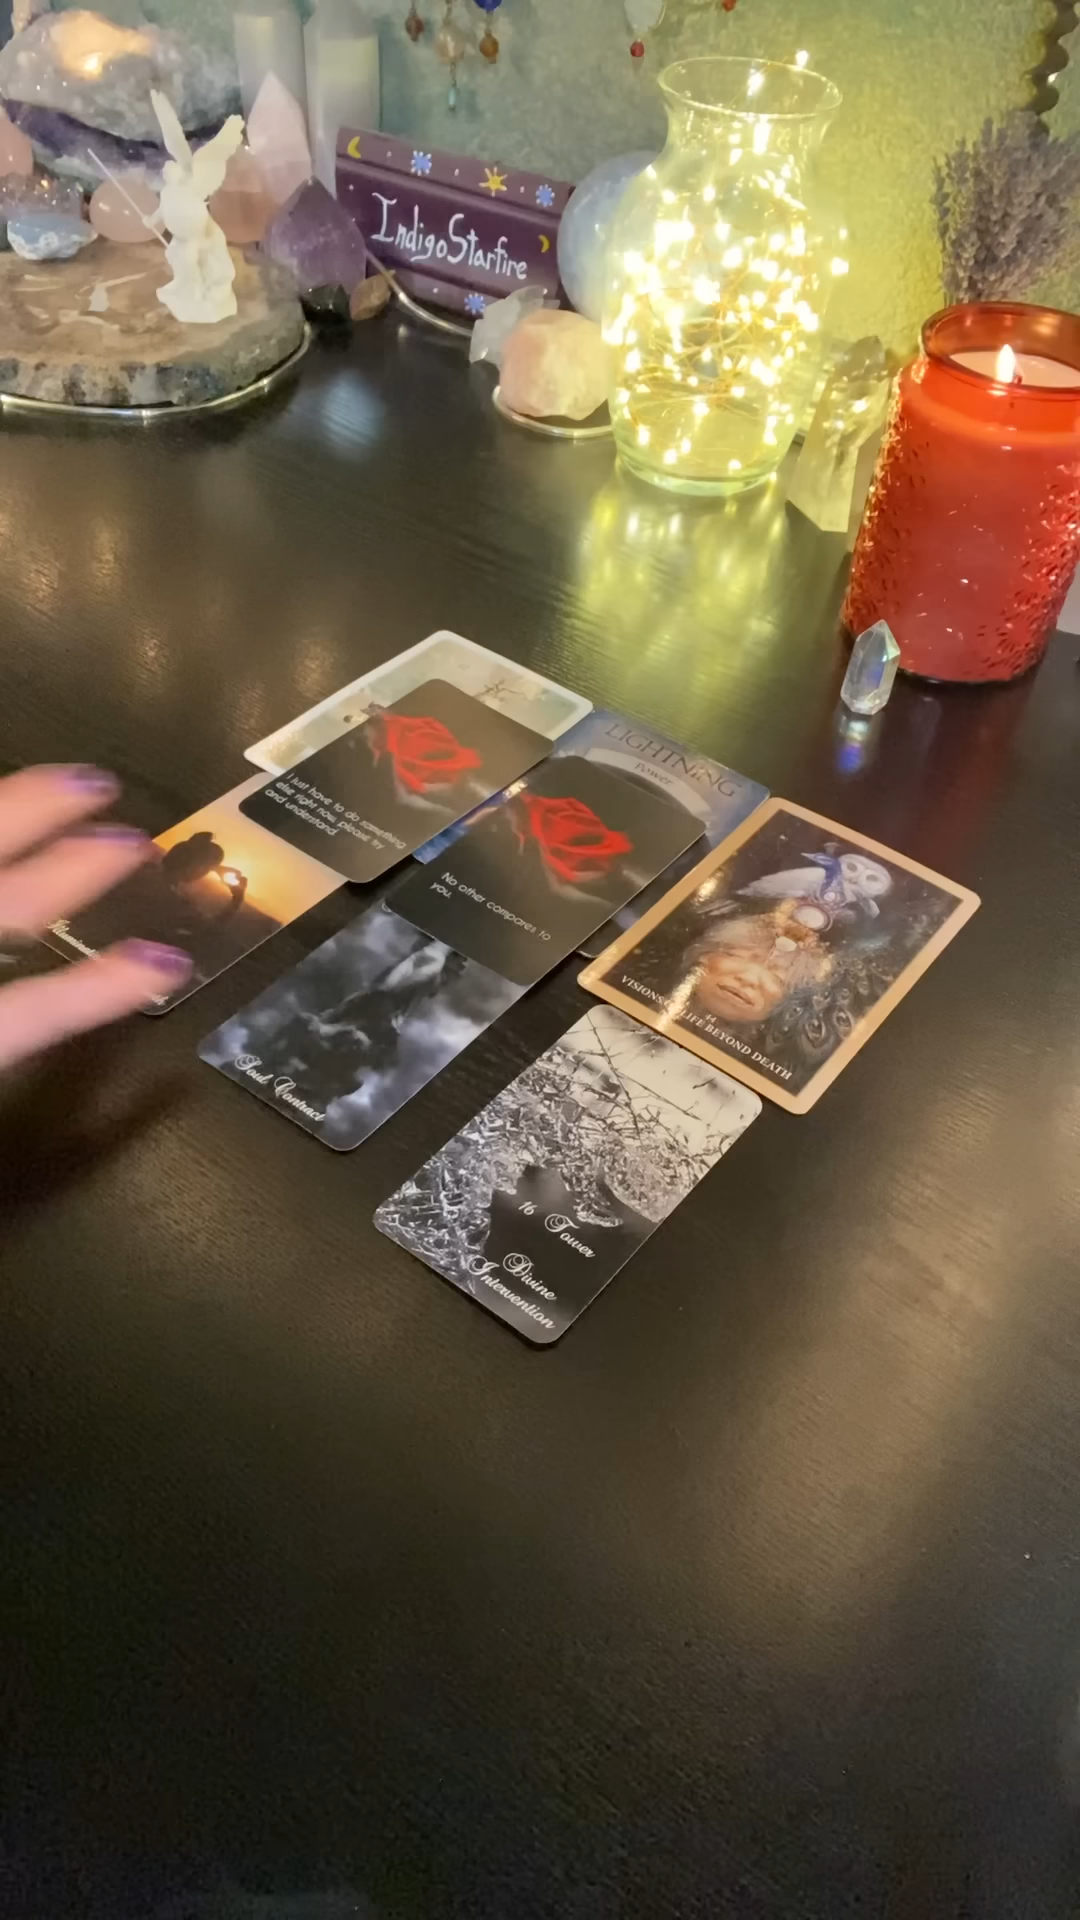 IndigoStarfire
LIGHTNING
Power
I just have to do something
else right now, please try
and understand.
No other compares to
you.
44
VISIONS OF LIFE BEYOND DEATH
Soul Contract
16 Tower
Divine
Intervention